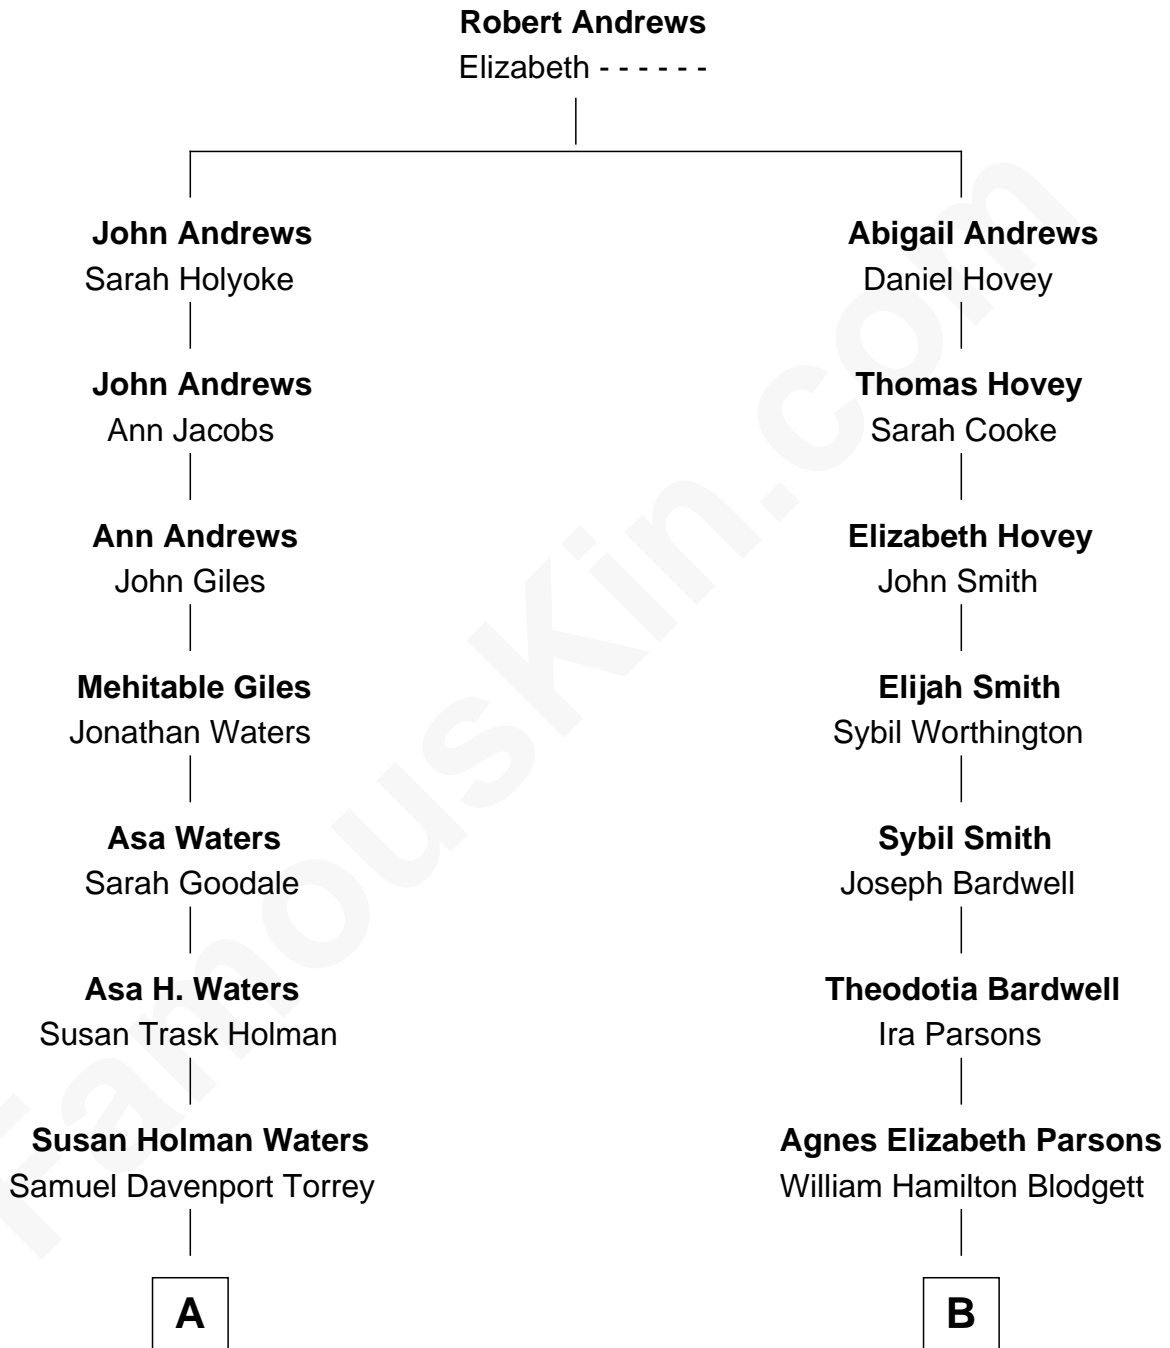 Robert Andrews
Elizabeth - - - - - -
John Andrews
Sarah Holyoke
John Andrews
Ann Jacobs
Ann Andrews
John Giles
Mehitable Giles
Jonathan Waters
Asa Waters
Sarah Goodale
Asa H. Waters
Susan Trask Holman
Susan Holman Waters
Samuel Davenport Torrey
A
Abigail Andrews
Daniel Hovey
Thomas Hovey
Sarah Cooke
Elizabeth Hovey
John Smith
Elijah Smith
Sybil Worthington
Sybil Smith
Joseph Bardwell
Theodotia Bardwell
Ira Parsons
Agnes Elizabeth Parsons
William Hamilton Blodgett
B
FamousKin.com